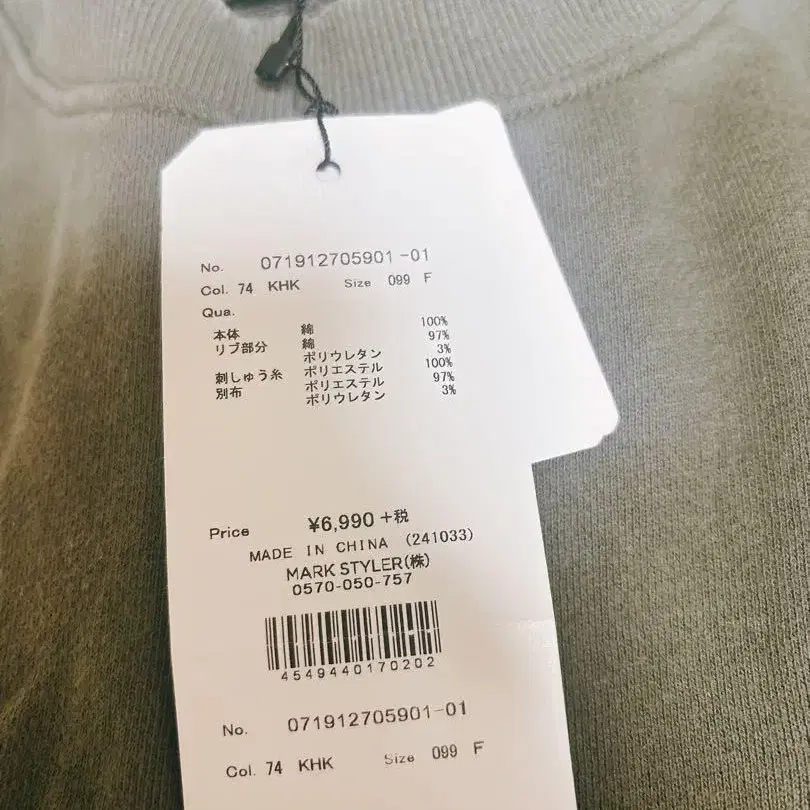 No. 071912705901-01
Col. 74 KHK Size 099 F
Qua.
本体 綿 100%
リブ部分 綿 97%
ポリウレタン 3%
刺しゅう糸 ポリエステル 100%
別布 ポリエステル 97%
ポリウレタン 3%
Price ¥6,990+税
MADE IN CHINA (241033)
MARK STYLER(株)
0570-050-757
4549440170202
No. 071912705901-01
Col. 74 KHK Size 099 F